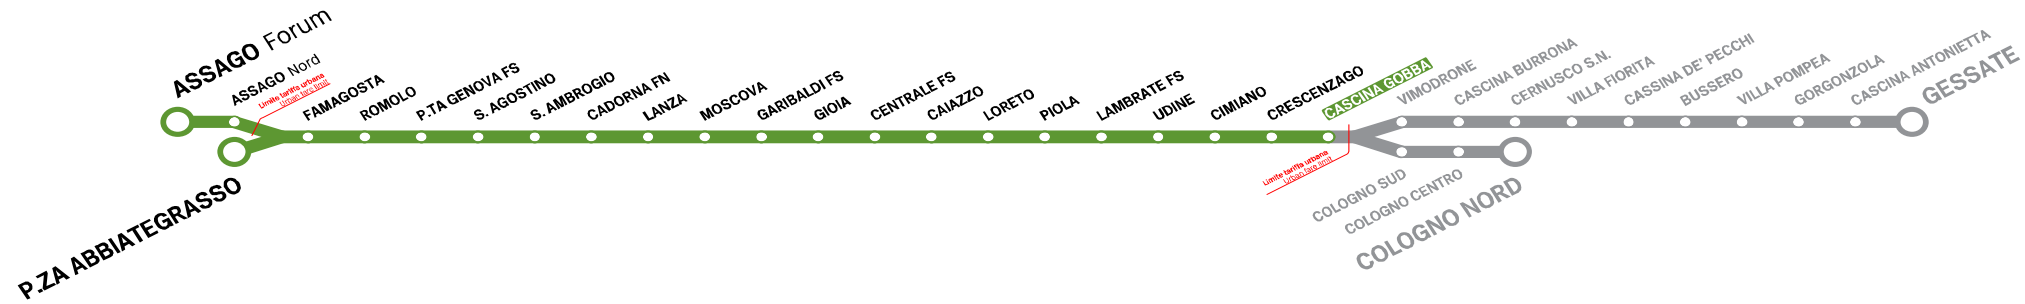 ASSAGO Forum
ASSAGO Nord
Limite tariffa urbana
Urban fare limit
P.ZA ABBIATEGRASSO
FAMAGOSTA
ROMOLO
P.TA GENOVA FS
S. AGOSTINO
S. AMBROGIO
CADORNA FN
LANZA
MOSCOVA
GARIBALDI FS
GIOIA
CENTRALE FS
CAIAZZO
LORETO
PIOLA
LAMBRATE FS
UDINE
CIMIANO
CRESCENZAGO
CASCINA GOBBA
Limite tariffa urbana
Urban fare limit
VIMODRONE
CASCINA BURRONA
CERNUSCO S.N.
VILLA FIORITA
CASSINA DE' PECCHI
BUSSERO
VILLA POMPEA
GORGONZOLA
CASCINA ANTONIETTA
GESSATE
COLOGNO SUD
COLOGNO CENTRO
COLOGNO NORD